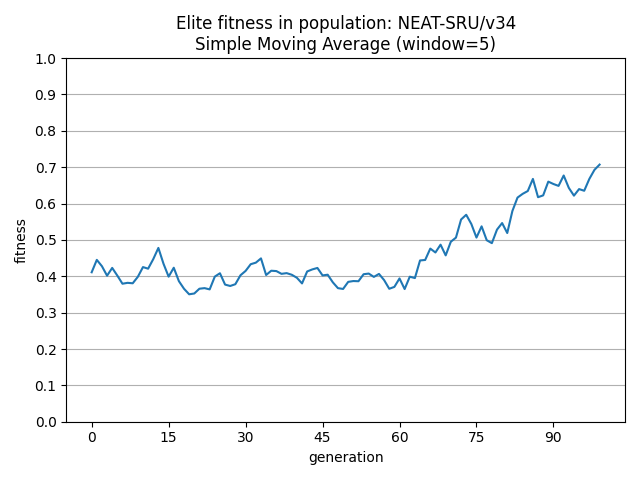 Elite fitness in population: NEAT-SRU/v34
Simple Moving Average (window=5)
1.0
0.9
0.8
0.7
0.6
0.5
0.4
0.3
0.2
0.1
0.0
fitness
0 15 30 45 60 75 90
generation